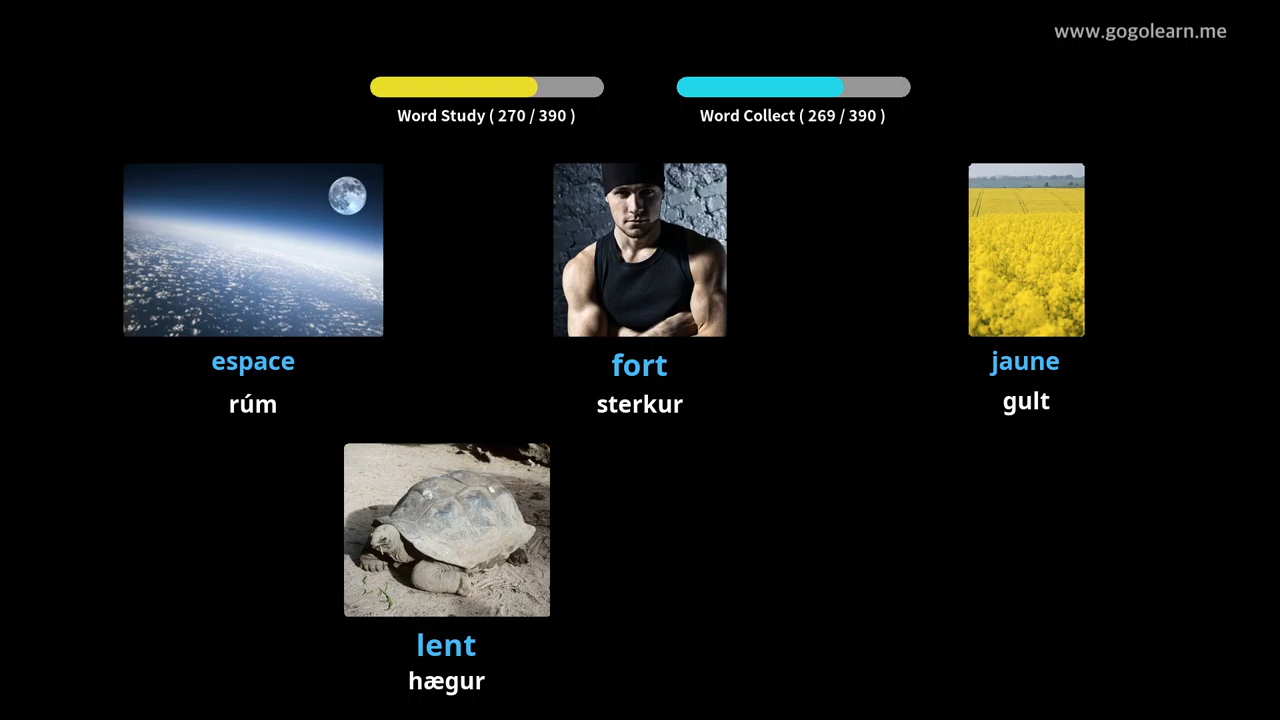 www.gogolearn.me
Word Study ( 270 / 390 )
Word Collect ( 269 / 390 )
espace
rúm
fort
sterkur
jaune
gult
lent
hægur